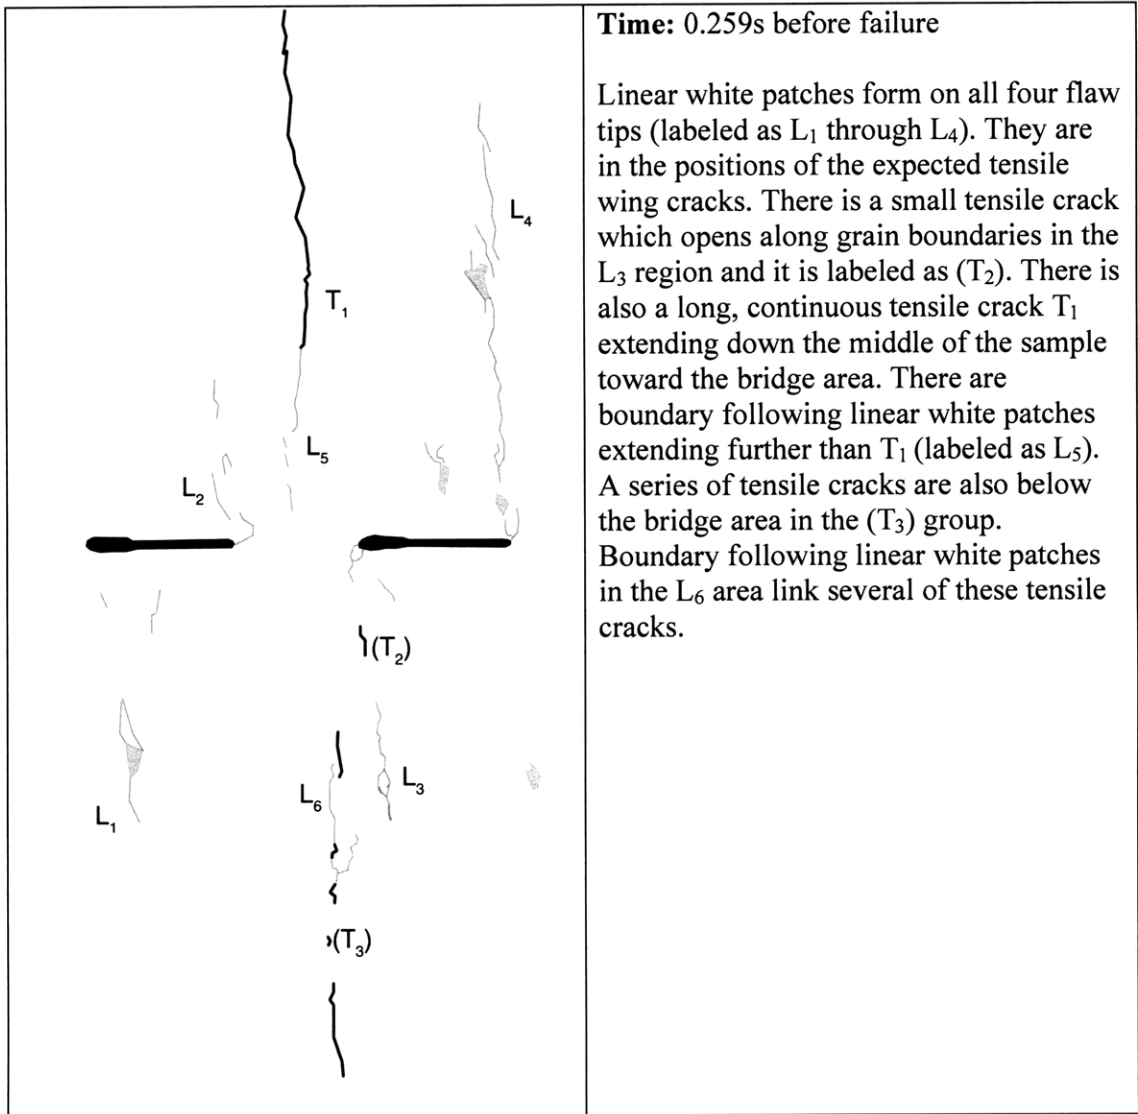 Time: 0.259s before failure
Linear white patches form on all four flaw
tips (labeled as L₁ through L₄). They are
in the positions of the expected tensile
wing cracks. There is a small tensile crack
which opens along grain boundaries in the
L₃ region and it is labeled as (T₂). There is
also a long, continuous tensile crack T₁
extending down the middle of the sample
toward the bridge area. There are
boundary following linear white patches
extending further than T₁ (labeled as L₅).
A series of tensile cracks are also below
the bridge area in the (T₃) group.
Boundary following linear white patches
in the L₆ area link several of these tensile
cracks.
L₄
T₁
L₅
L₂
(T₂)
L₃
L₆
L₁
(T₃)